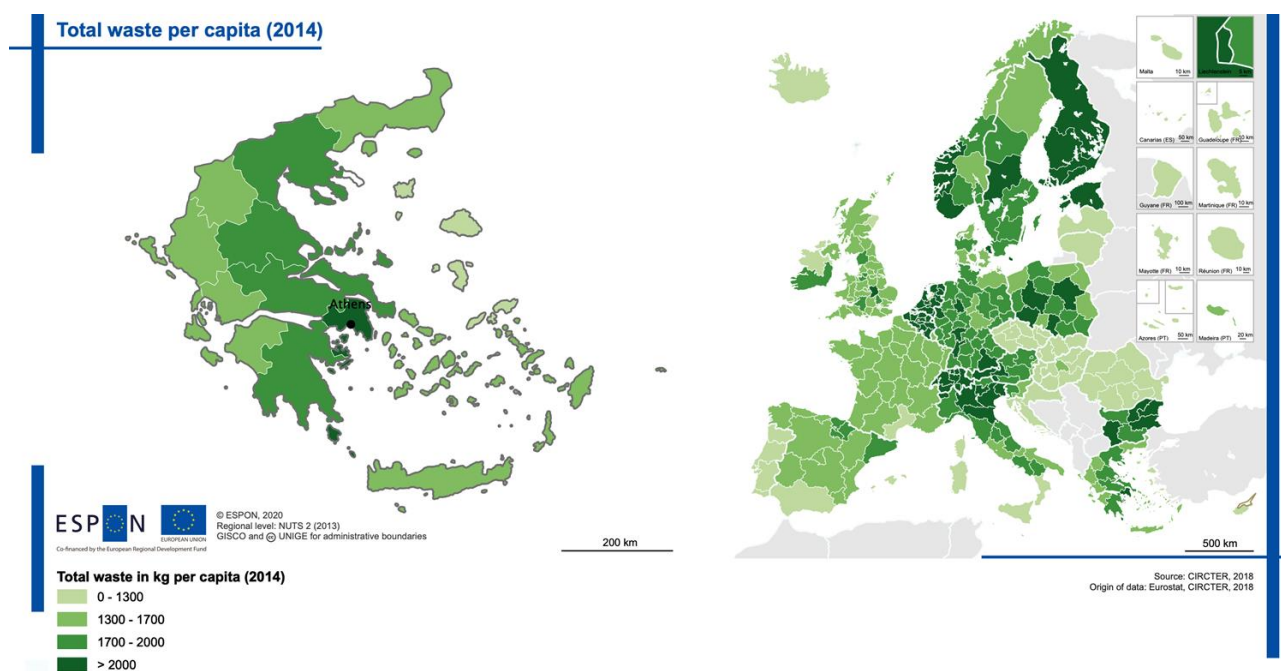 Total waste per capita (2014)
Athens
ESPON
EUROPEAN UNION
Co-financed by the European Regional Development Fund
© ESPON, 2020
Regional level: NUTS 2 (2013)
GISCO and cc UNIGE for administrative boundaries
200 km
Total waste in kg per capita (2014)
0 - 1300
1300 - 1700
1700 - 2000
> 2000
Malta 10 km
Liechtenstein 5 km
Canarias (ES) 50 km
Guadeloupe (FR) 10 km
Guyane (FR) 100 km
Martinique (FR) 10 km
Mayotte (FR) 10 km
Réunion (FR) 10 km
Azores (PT) 50 km
Madeira (PT) 20 km
500 km
Source: CIRCTER, 2018
Origin of data: Eurostat, CIRCTER, 2018